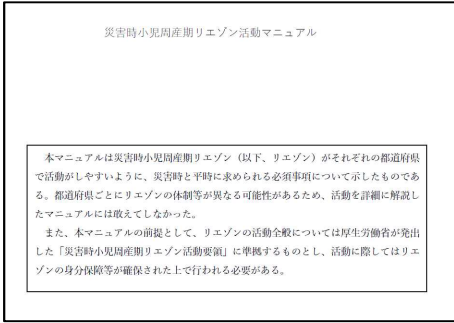 災害時小児周産期リエゾン活動マニュアル
本マニュアルは災害時小児周産期リエゾン（以下、リエゾン）がそれぞれの都道府県
で活動がしやすいように、災害時と平時に求められる必須事項について示したものであ
る。都道府県ごとにリエゾンの体制等が異なる可能性があるため、活動を詳細に解説し
たマニュアルには敢えてしなかった。
また、本マニュアルの前提として、リエゾンの活動全般については厚生労働省が発出
した「災害時小児周産期リエゾン活動要領」に準拠するものとし、活動に際してはリエ
ゾンの身分保障等が確保された上で行われる必要がある。